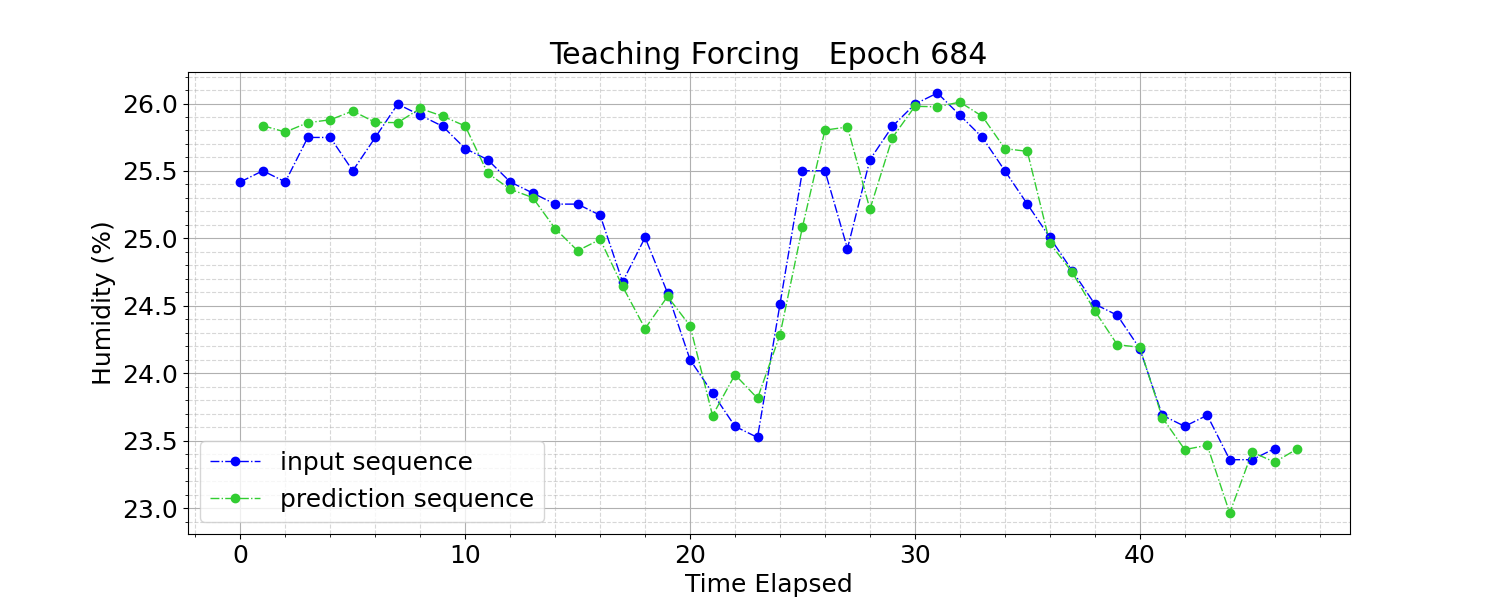 Teaching Forcing   Epoch 684
Humidity (%)
26.0
25.5
25.0
24.5
24.0
23.5
23.0
input sequence
prediction sequence
0 10 20 30 40
Time Elapsed